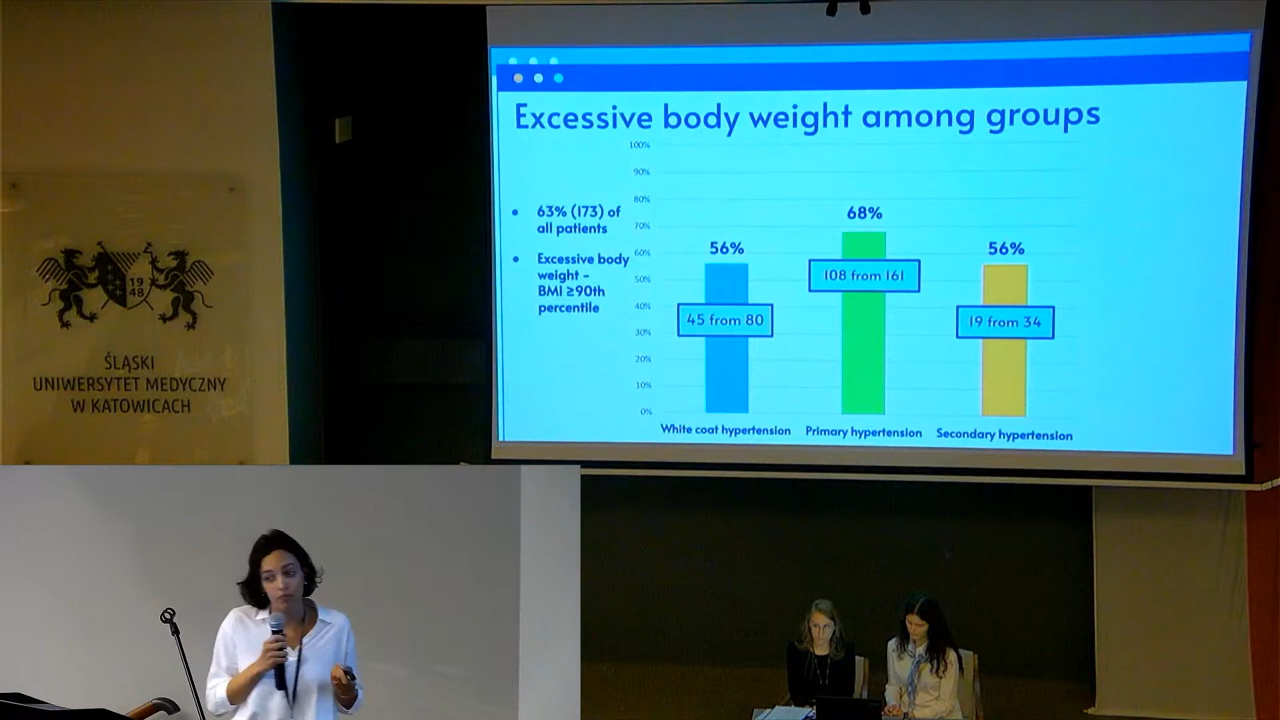 Excessive body weight among groups
63% (173) of
all patients
Excessive body
weight –
BMI ≥90th
percentile
100%
90%
80%
70%
60%
50%
40%
30%
20%
10%
0%
56%
68%
56%
45 from 80
108 from 161
19 from 34
White coat hypertension
Primary hypertension
Secondary hypertension
19
48
ŚLĄSKI
UNIWERSYTET MEDYCZNY
W KATOWICACH